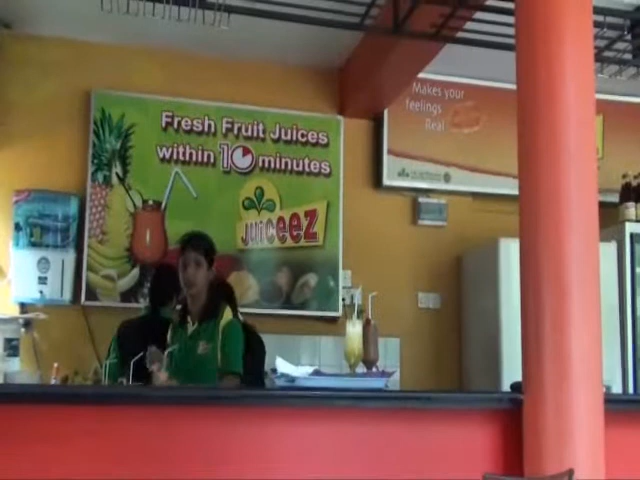 Fresh Fruit Juices
within 10 minutes
JUICEEZ
Makes your
feelings
Real